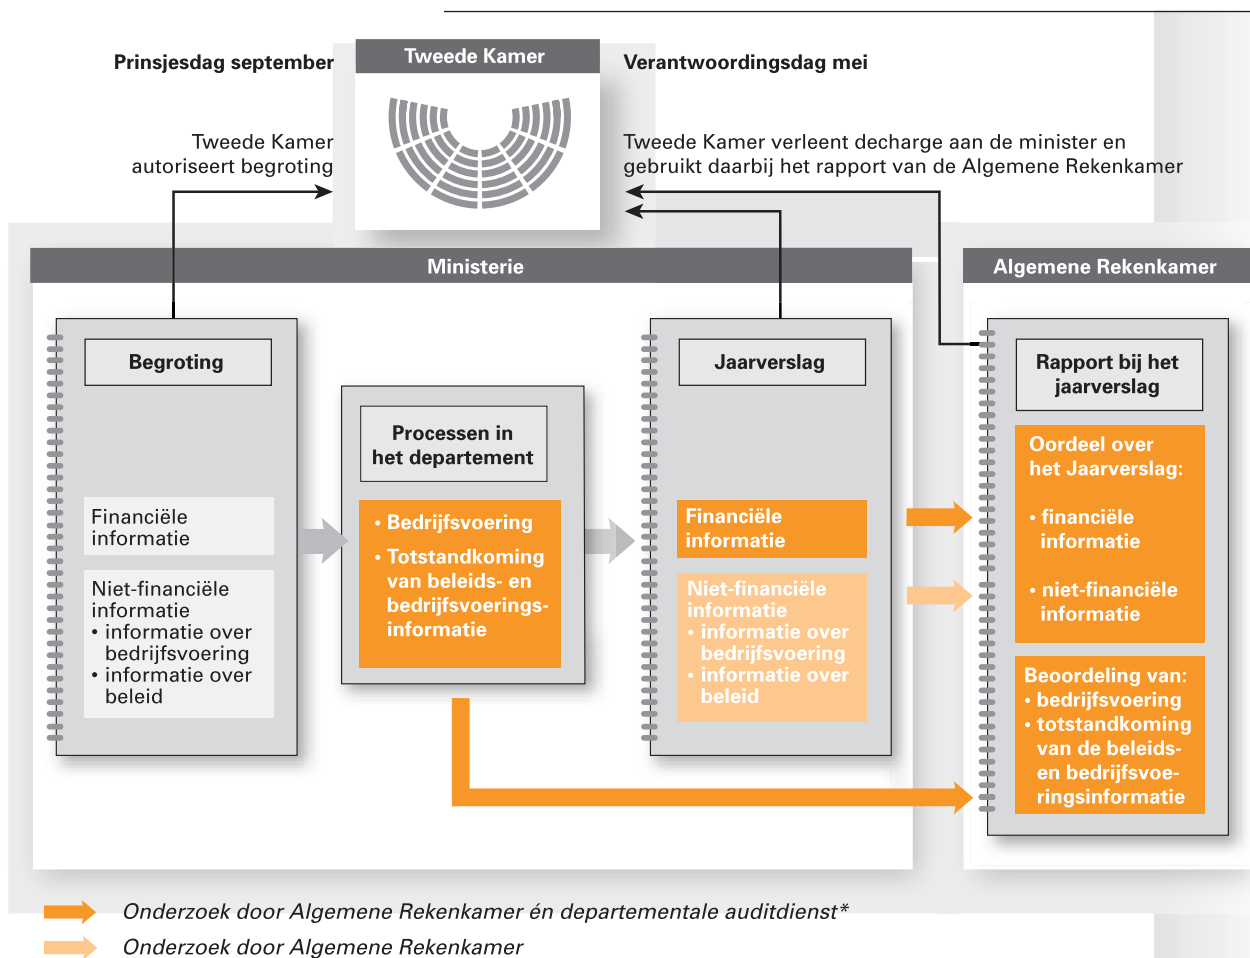 Prinsjesdag september
Tweede Kamer
Verantwoordingsdag mei
Tweede Kamer
autoriseert begroting
Tweede Kamer verleent decharge aan de minister en
gebruikt daarbij het rapport van de Algemene Rekenkamer
Ministerie
Algemene Rekenkamer
Begroting
Financiële
informatie
Niet-financiële
informatie
• informatie over
bedrijfsvoering
• informatie over
beleid
Processen in
het departement
• Bedrijfsvoering
• Totstandkoming
van beleids- en
bedrijfsvoerings-
informatie
Jaarverslag
Financiële
informatie
Niet-financiële
informatie
• informatie over
bedrijfsvoering
• informatie over
beleid
Rapport bij het
jaarverslag
Oordeel over
het Jaarverslag:
• financiële
informatie
• niet-financiële
informatie
Beoordeling van:
• bedrijfsvoering
• totstandkoming
van de beleids-
en bedrijfsvoe-
ringsinformatie
Onderzoek door Algemene Rekenkamer én departementale auditdienst*
Onderzoek door Algemene Rekenkamer